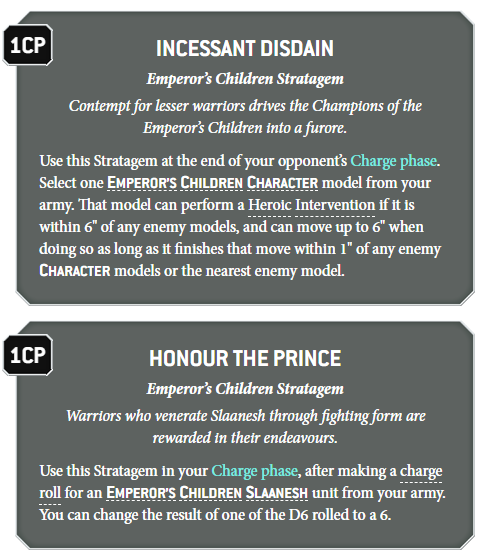 1CP
INCESSANT DISDAIN
Emperor's Children Stratagem
Contempt for lesser warriors drives the Champions of the
Emperor's Children into a furore.
Use this Stratagem at the end of your opponent's Charge phase.
Select one EMPEROR'S CHILDREN CHARACTER model from your
army. That model can perform a Heroic Intervention if it is
within 6" of any enemy models, and can move up to 6" when
doing so as long as it finishes that move within 1" of any enemy
CHARACTER models or the nearest enemy model.
1CP
HONOUR THE PRINCE
Emperor's Children Stratagem
Warriors who venerate Slaanesh through fighting form are
rewarded in their endeavours.
Use this Stratagem in your Charge phase, after making a charge
roll for an EMPEROR'S CHILDREN SLAANESH unit from your army.
You can change the result of one of the D6 rolled to a 6.